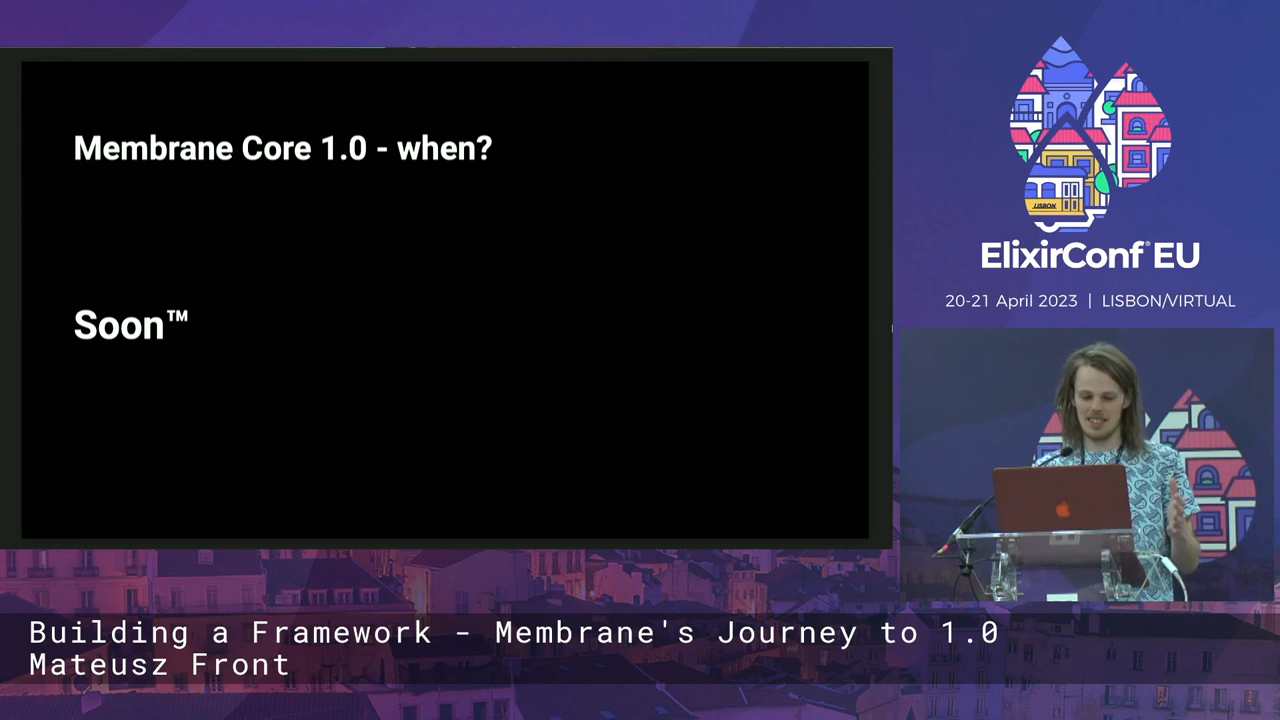 Membrane Core 1.0 - when?
Soon™
LISBON
ElixirConf® EU
20-21 April 2023 | LISBON/VIRTUAL
Building a Framework - Membrane's Journey to 1.0
Mateusz Front